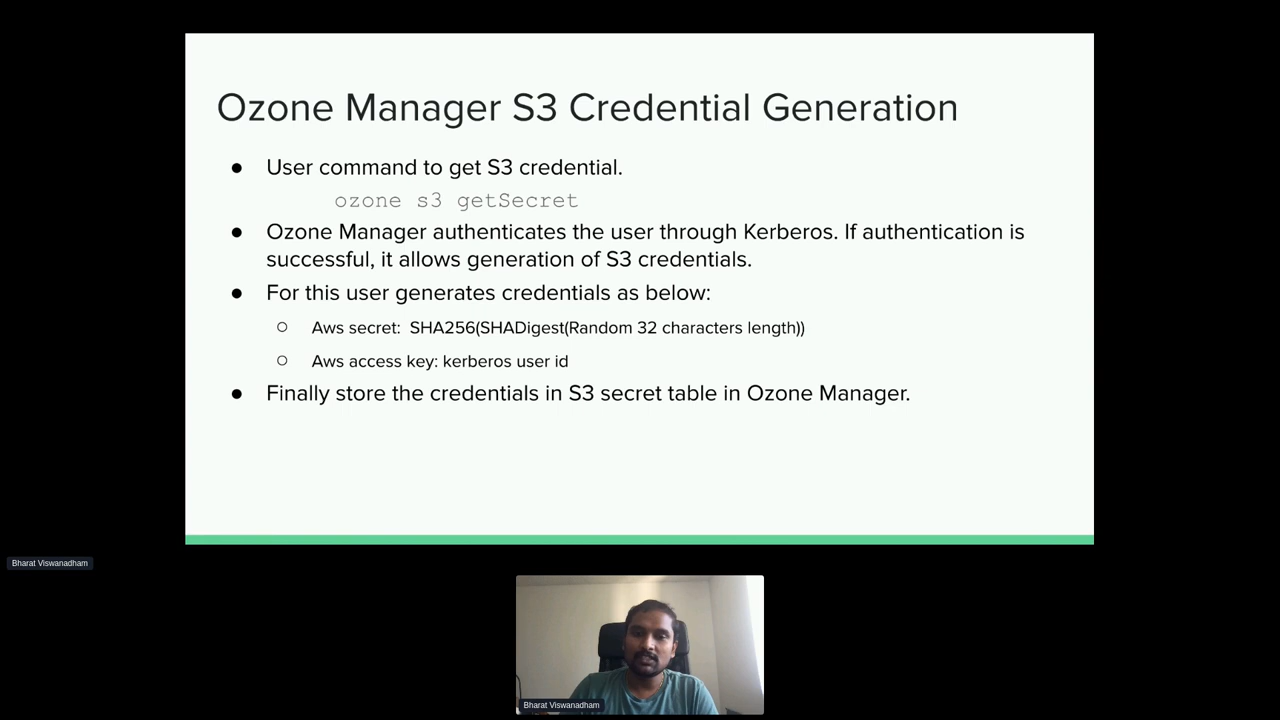 Ozone Manager S3 Credential Generation
● User command to get S3 credential.
ozone s3 getSecret
● Ozone Manager authenticates the user through Kerberos. If authentication is
successful, it allows generation of S3 credentials.
● For this user generates credentials as below:
○ Aws secret: SHA256(SHADigest(Random 32 characters length))
○ Aws access key: kerberos user id
● Finally store the credentials in S3 secret table in Ozone Manager.
Bharat Viswanadham
Bharat Viswanadham